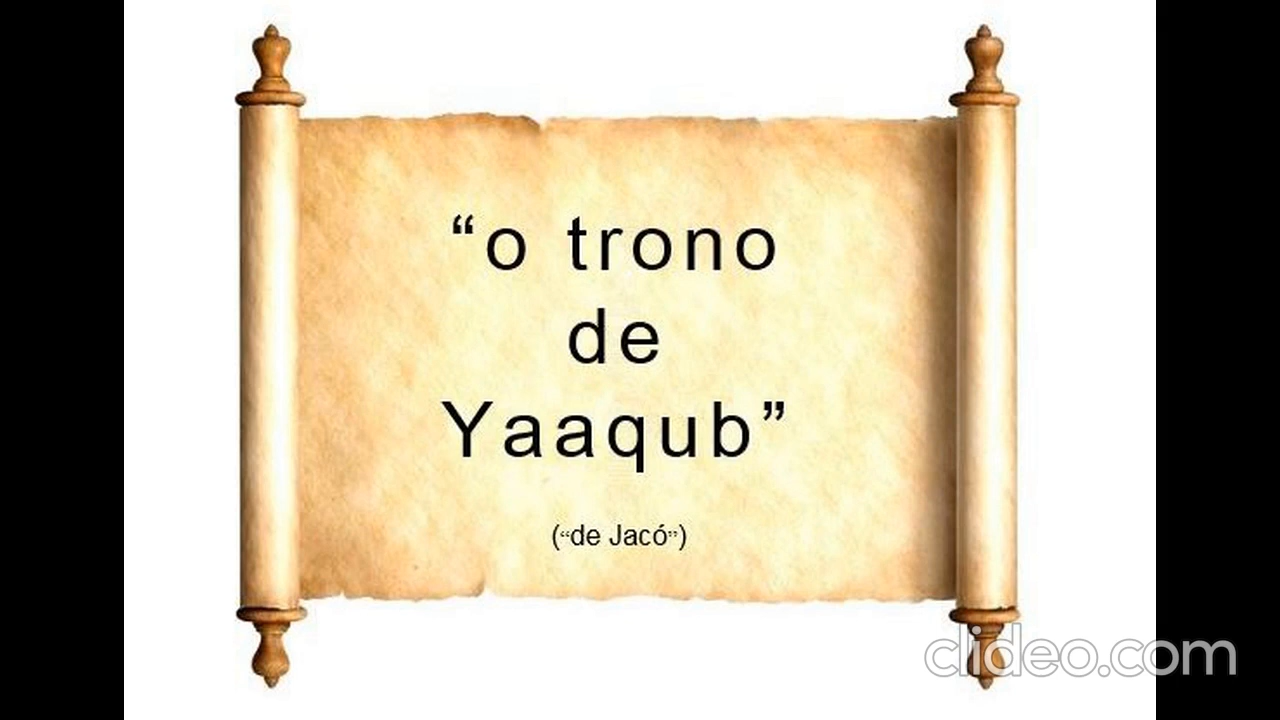 “o trono
de
Yaaqub”
(“de Jacó”)
clideo.com